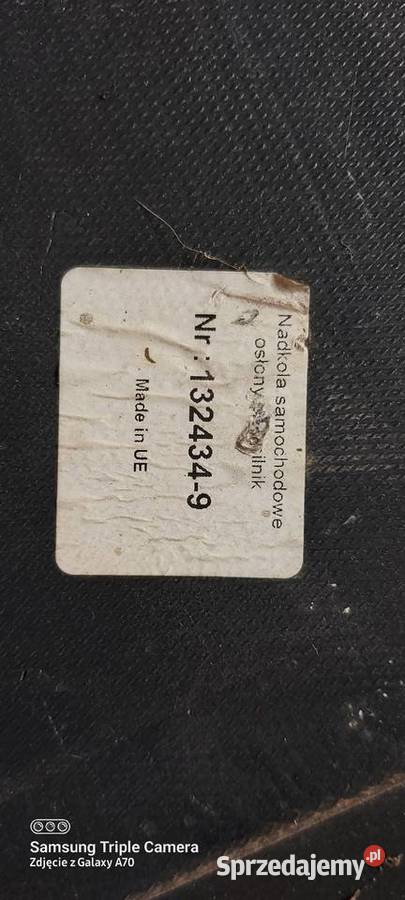 Nadkola samochodowe
osłony
Nr : 132434-9
Made in UE
Samsung Triple Camera
Zdjęcie z Galaxy A70
Sprzedajemy.pl